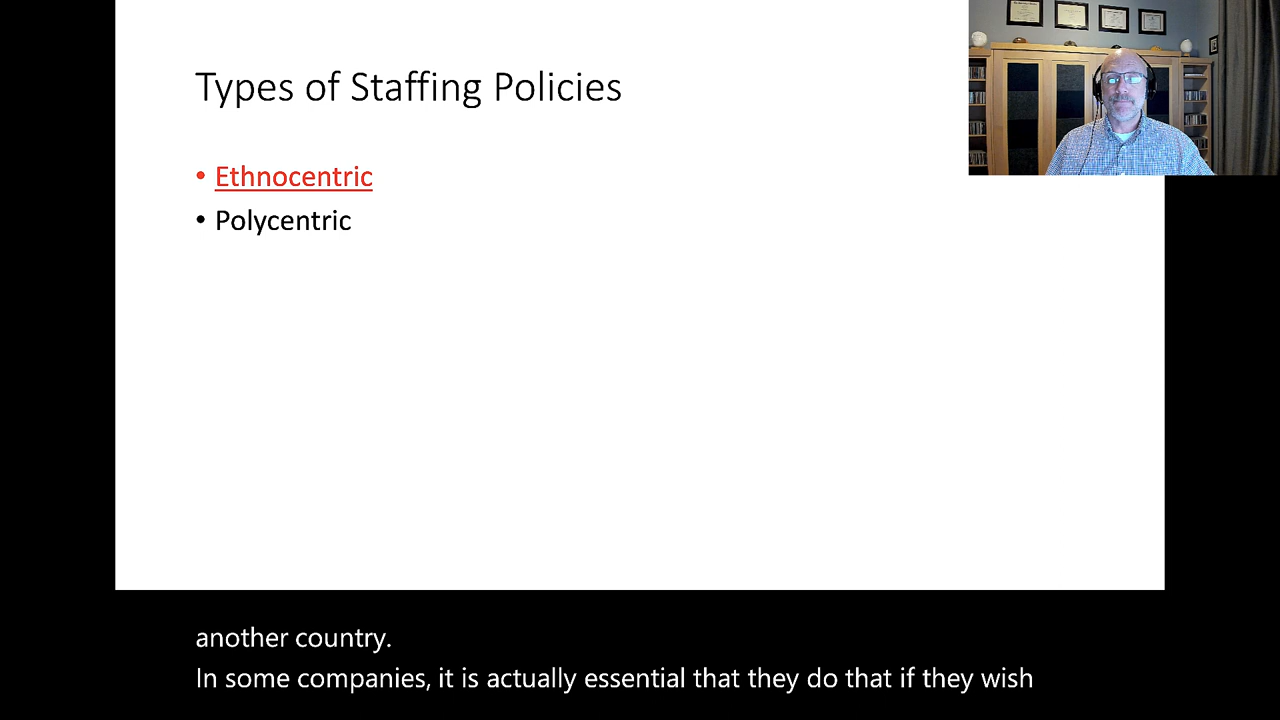 Types of Staffing Policies
• Ethnocentric
• Polycentric
another country.
In some companies, it is actually essential that they do that if they wish